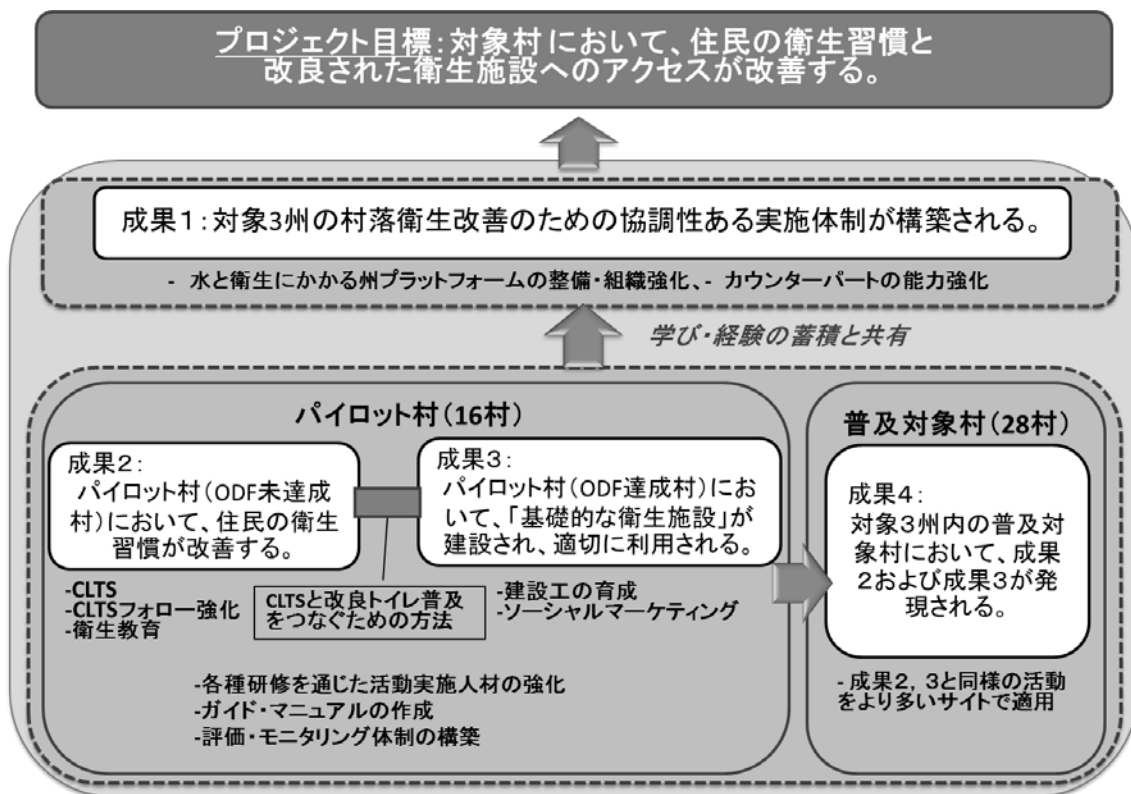 プロジェクト目標:対象村において、住民の衛生習慣と
改良された衛生施設へのアクセスが改善する。
成果1:対象3州の村落衛生改善のための協調性ある実施体制が構築される。
- 水と衛生にかかる州プラットフォームの整備・組織強化、- カウンターパートの能力強化
学び・経験の蓄積と共有
パイロット村(16村)
成果2:
パイロット村(ODF未達成
村)において、住民の衛生
習慣が改善する。
-CLTS
-CLTSフォロー強化
-衛生教育
CLTSと改良トイレ普及
をつなぐための方法
成果3:
パイロット村(ODF達成村)にお
いて、「基礎的な衛生施設」が
建設され、適切に利用される。
-建設工の育成
-ソーシャルマーケティング
-各種研修を通じた活動実施人材の強化
-ガイド・マニュアルの作成
-評価・モニタリング体制の構築
普及対象村(28村)
成果4:
対象3州内の普及対
象村において、成果
2および成果3が発
現される。
- 成果2, 3と同様の活動
をより多いサイトで適用